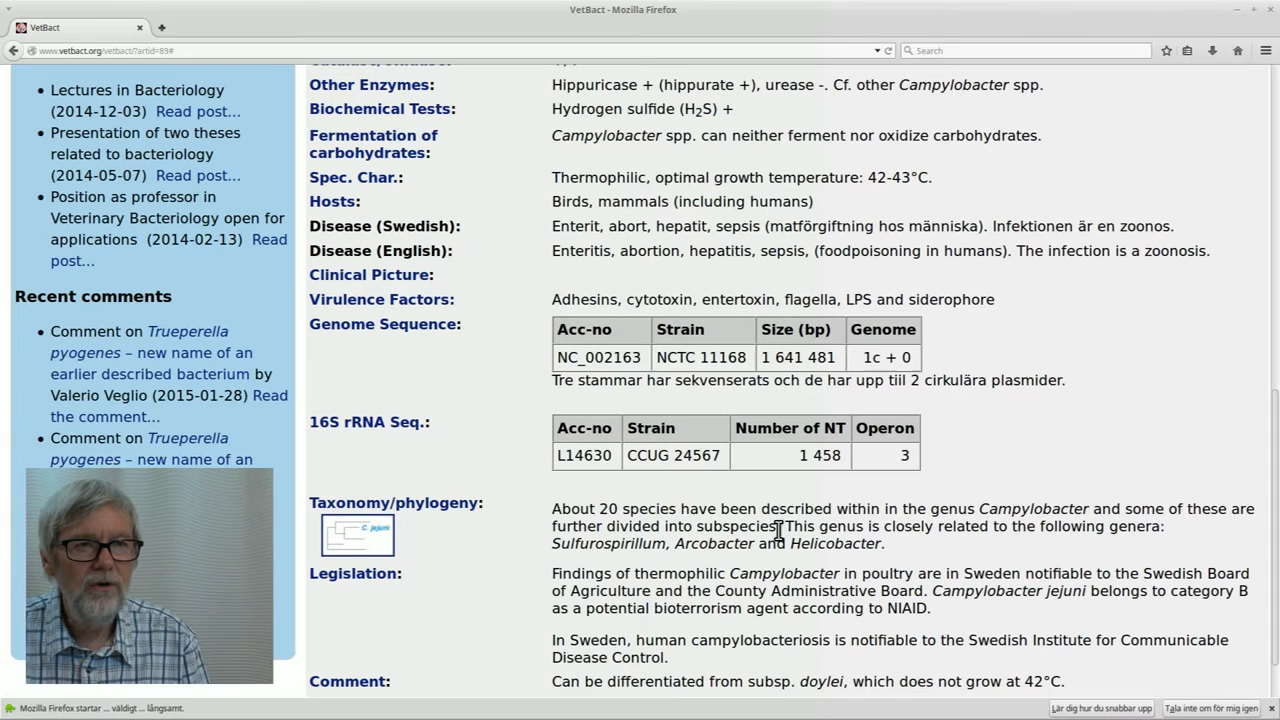 VetBact - Mozilla Firefox
VetBact
www.vetbact.org/vetbact/?artid=89#
Search
Lectures in Bacteriology
(2014-12-03) Read post...
Presentation of two theses
related to bacteriology
(2014-05-07) Read post...
Position as professor in
Veterinary Bacteriology open for
applications (2014-02-13) Read
post...
Recent comments
Comment on Trueperella
pyogenes – new name of an
earlier described bacterium by
Valerio Veglio (2015-01-28) Read
the comment...
Comment on Trueperella
pyogenes – new name of an
Other Enzymes: Hippuricase + (hippurate +), urease -. Cf. other Campylobacter spp.
Biochemical Tests: Hydrogen sulfide (H2S) +
Fermentation of
carbohydrates: Campylobacter spp. can neither ferment nor oxidize carbohydrates.
Spec. Char.: Thermophilic, optimal growth temperature: 42-43°C.
Hosts: Birds, mammals (including humans)
Disease (Swedish): Enterit, abort, hepatit, sepsis (matförgiftning hos människa). Infektionen är en zoonos.
Disease (English): Enteritis, abortion, hepatitis, sepsis, (foodpoisoning in humans). The infection is a zoonosis.
Clinical Picture:
Virulence Factors: Adhesins, cytotoxin, entertoxin, flagella, LPS and siderophore
Genome Sequence:
Acc-no Strain Size (bp) Genome
NC_002163 NCTC 11168 1 641 481 1c + 0
Tre stammar har sekvenserats och de har upp tiil 2 cirkulära plasmider.
16S rRNA Seq.:
Acc-no Strain Number of NT Operon
L14630 CCUG 24567 1 458 3
Taxonomy/phylogeny:
C. jejuni
About 20 species have been described within in the genus Campylobacter and some of these are
further divided into subspecies. This genus is closely related to the following genera:
Sulfurospirillum, Arcobacter and Helicobacter.
Legislation: Findings of thermophilic Campylobacter in poultry are in Sweden notifiable to the Swedish Board
of Agriculture and the County Administrative Board. Campylobacter jejuni belongs to category B
as a potential bioterrorism agent according to NIAID.
In Sweden, human campylobacteriosis is notifiable to the Swedish Institute for Communicable
Disease Control.
Comment: Can be differentiated from subsp. doylei, which does not grow at 42°C.
Mozilla Firefox startar ... väldigt ... långsamt.
Lär dig hur du snabbar upp
Tala inte om för mig igen